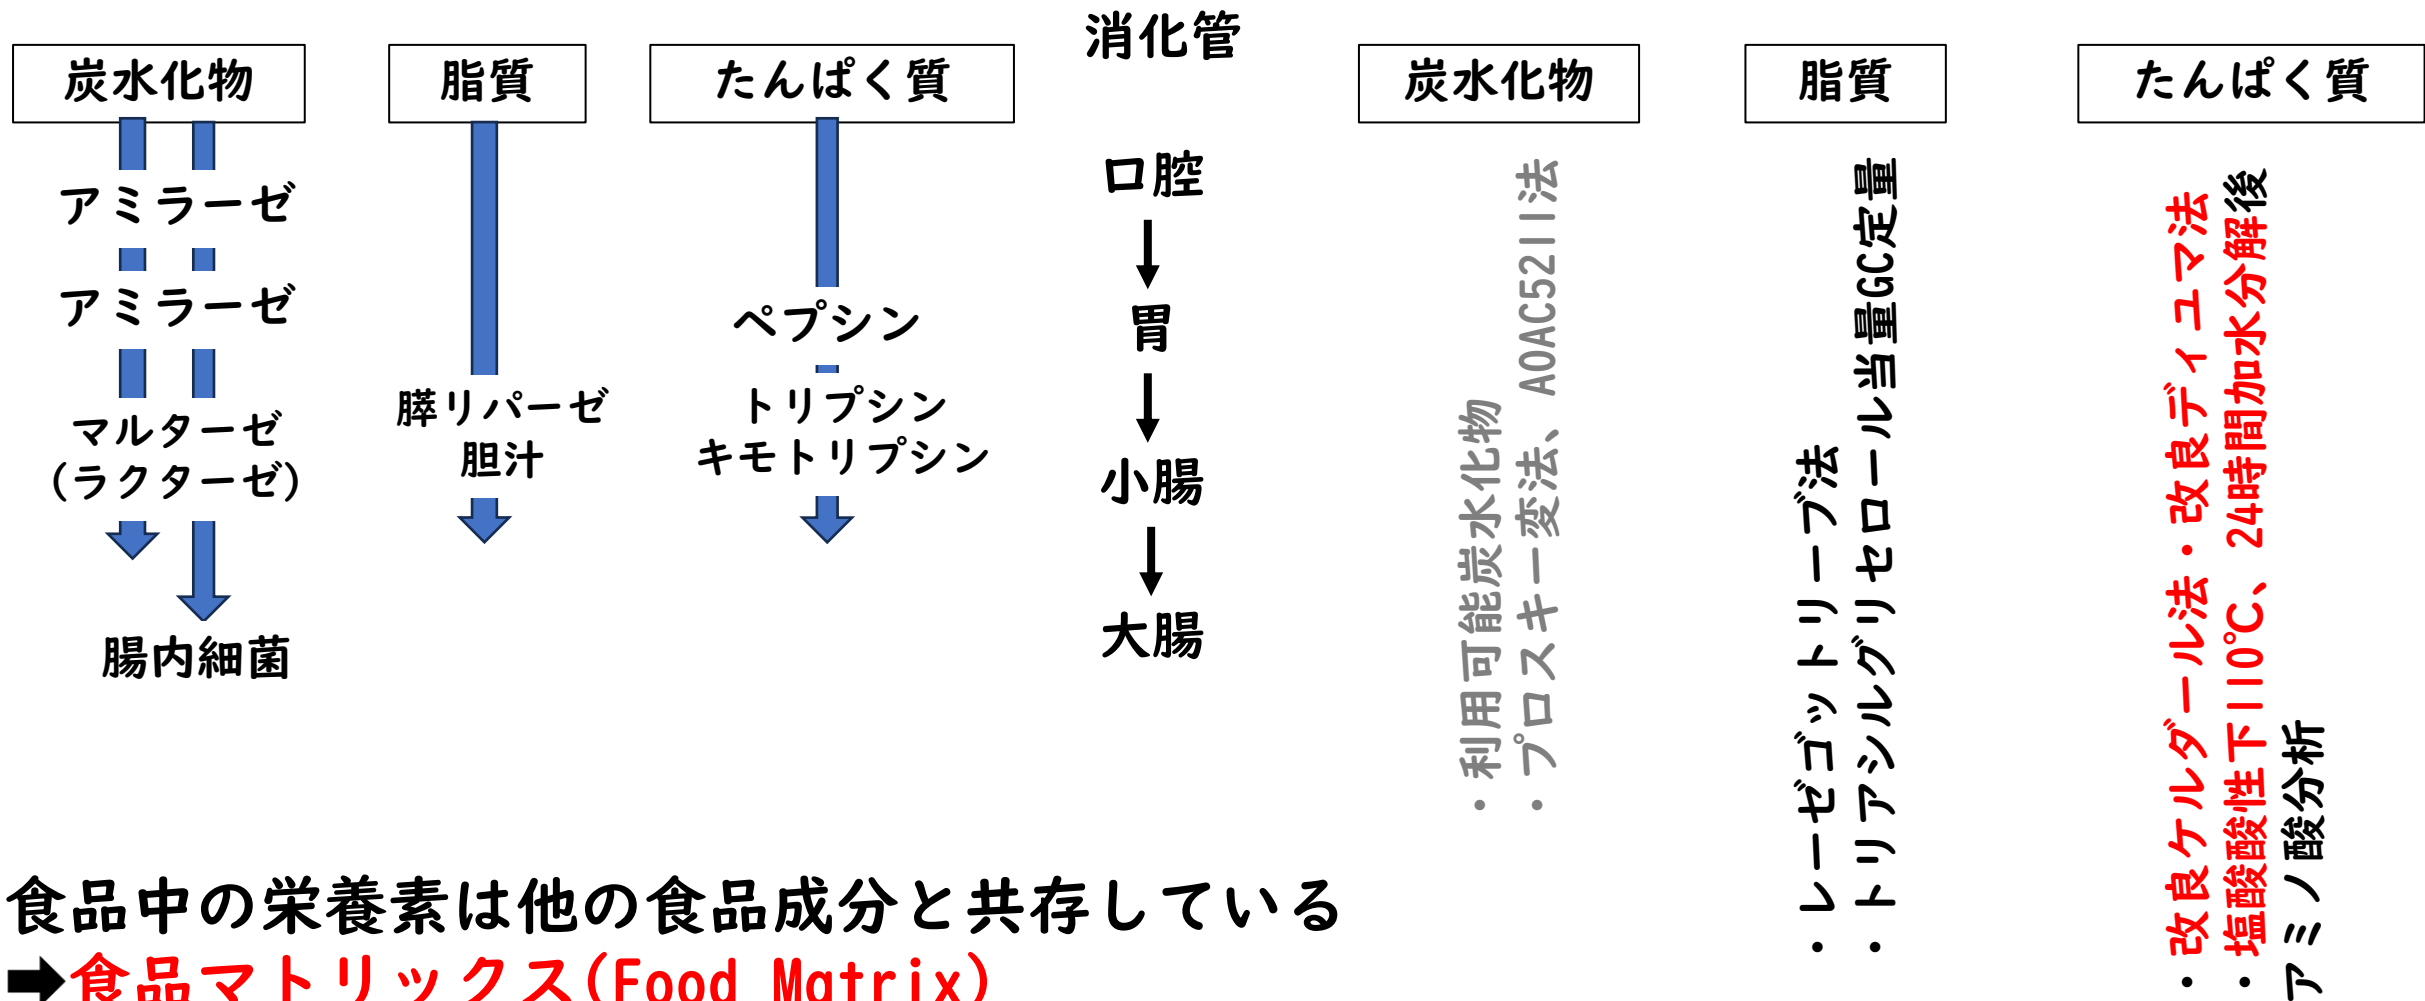 消化管
炭水化物
脂質
たんぱく質
アミラーゼ
アミラーゼ
マルターゼ
(ラクターゼ)
腸内細菌
膵リパーゼ
胆汁
ペプシン
トリプシン
キモトリプシン
口腔
胃
小腸
大腸
炭水化物
・利用可能炭水化物
・プロスキー変法、AOAC5211法
脂質
・レーゼゴットリーブ法
・トリアシルグリセロール当量GC定量
たんぱく質
・改良ケルダール法・改良ディュマ法
・塩酸酸性下110℃、24時間加水分解後
アミノ酸分析
食品中の栄養素は他の食品成分と共存している
➡食品マトリックス(Food Matrix)